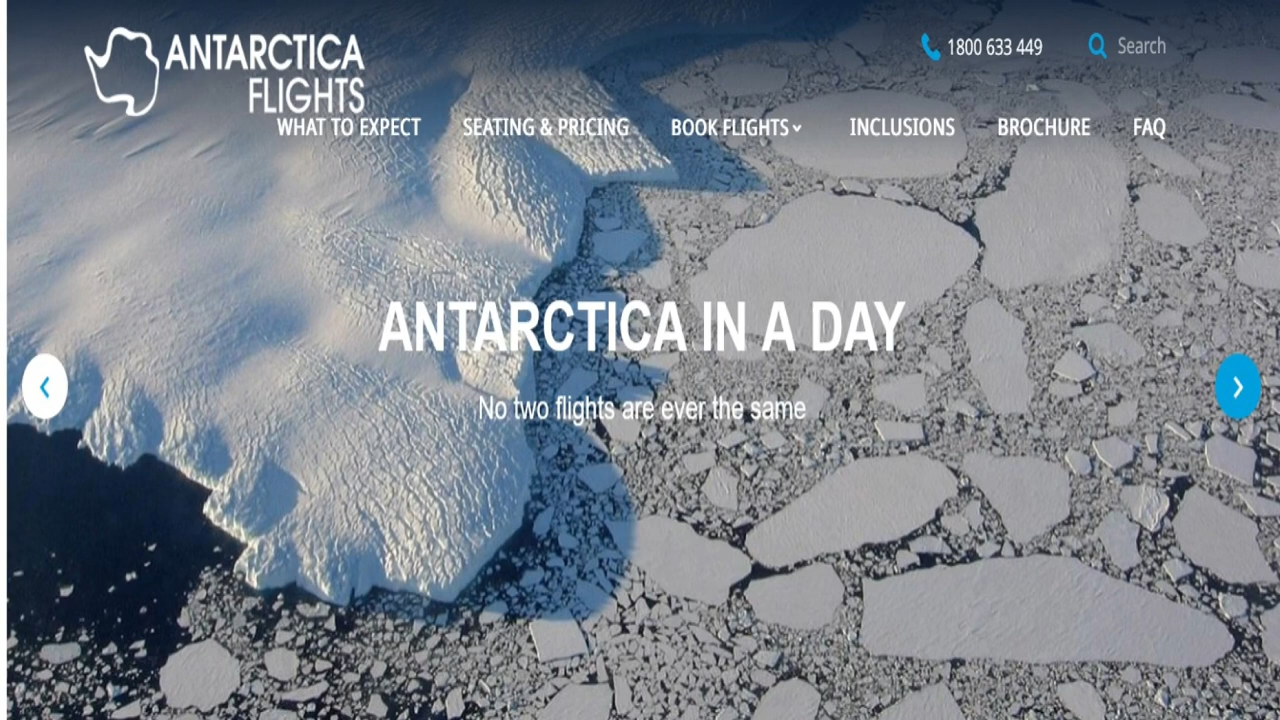 ANTARCTICA
FLIGHTS
1800 633 449
Search
WHAT TO EXPECT
SEATING & PRICING
BOOK FLIGHTS
INCLUSIONS
BROCHURE
FAQ
ANTARCTICA IN A DAY
No two flights are ever the same